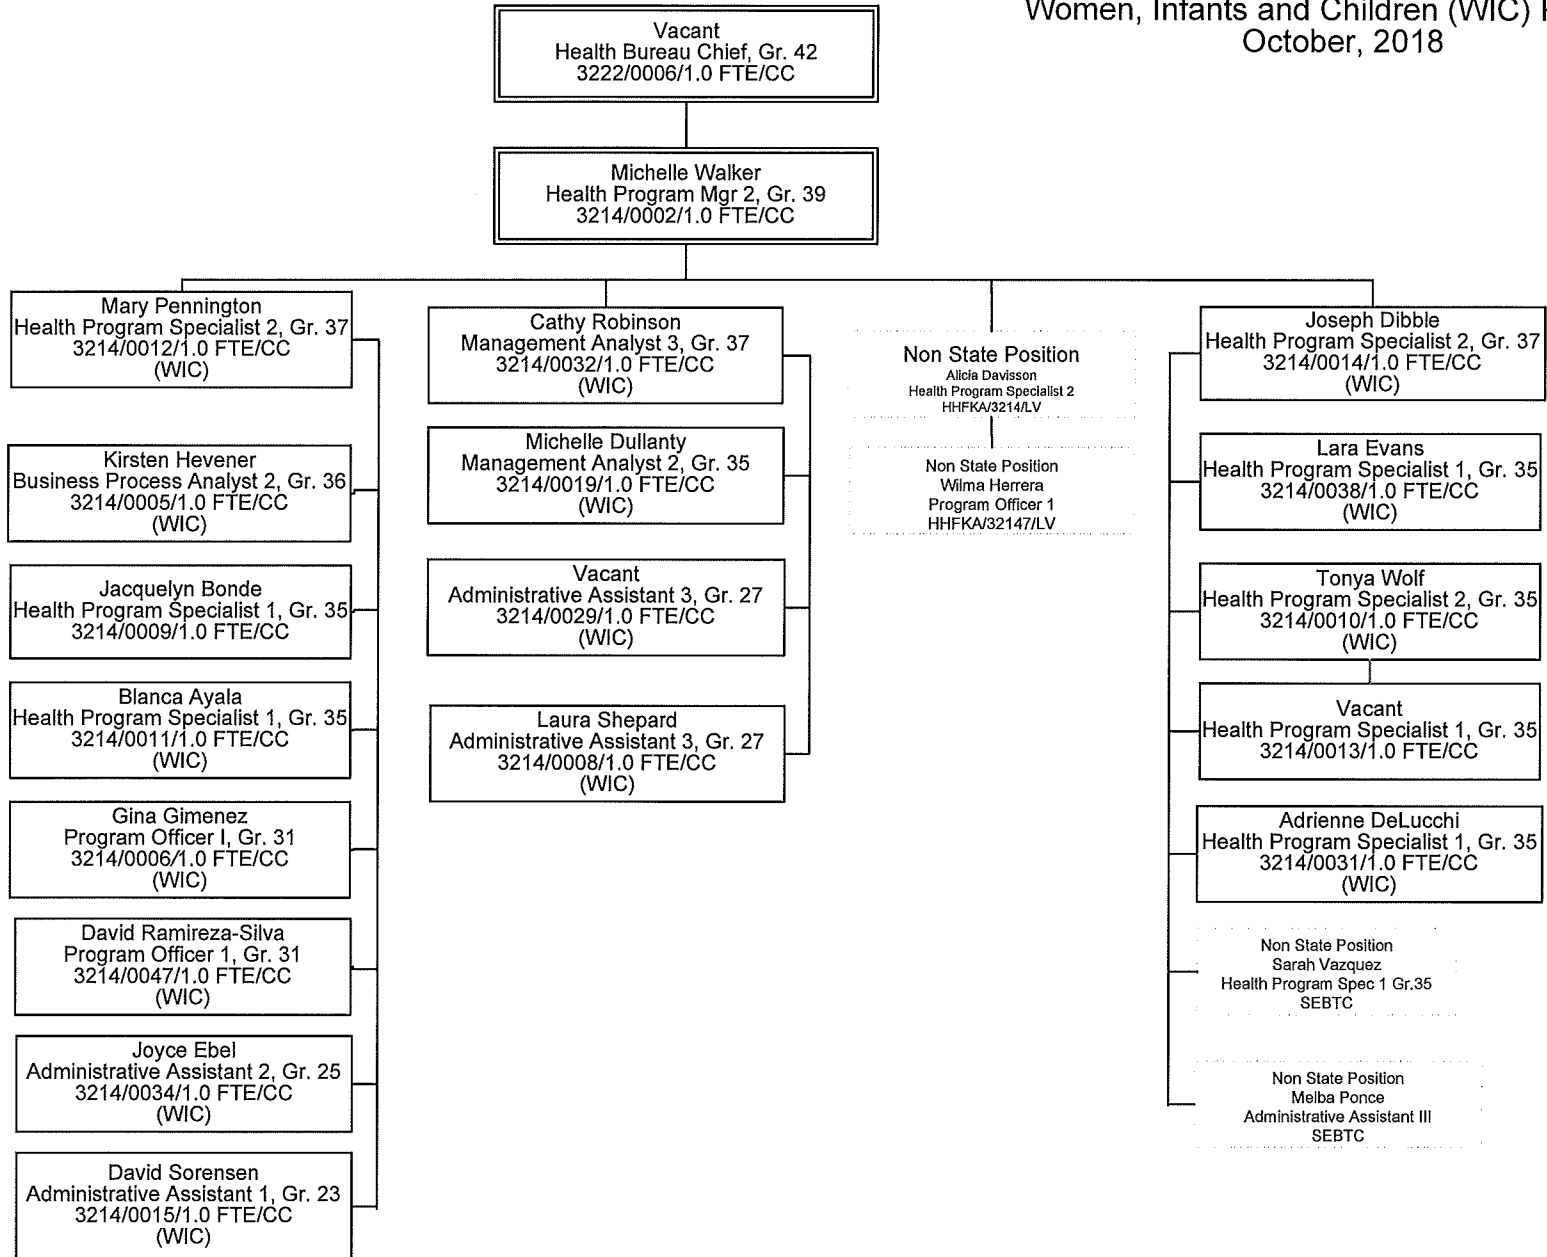 Women, Infants and Children (WIC)
October, 2018
Vacant
Health Bureau Chief, Gr. 42
3222/0006/1.0 FTE/CC
Michelle Walker
Health Program Mgr 2, Gr. 39
3214/0002/1.0 FTE/CC
Mary Pennington
Health Program Specialist 2, Gr. 37
3214/0012/1.0 FTE/CC
(WIC)
Kirsten Hevener
Business Process Analyst 2, Gr. 36
3214/0005/1.0 FTE/CC
(WIC)
Jacquelyn Bonde
Health Program Specialist 1, Gr. 35
3214/0009/1.0 FTE/CC
Blanca Ayala
Health Program Specialist 1, Gr. 35
3214/0011/1.0 FTE/CC
(WIC)
Gina Gimenez
Program Officer I, Gr. 31
3214/0006/1.0 FTE/CC
(WIC)
David Ramireza-Silva
Program Officer 1, Gr. 31
3214/0047/1.0 FTE/CC
(WIC)
Joyce Ebel
Administrative Assistant 2, Gr. 25
3214/0034/1.0 FTE/CC
(WIC)
David Sorensen
Administrative Assistant 1, Gr. 23
3214/0015/1.0 FTE/CC
(WIC)
Cathy Robinson
Management Analyst 3, Gr. 37
3214/0032/1.0 FTE/CC
(WIC)
Michelle Dullanty
Management Analyst 2, Gr. 35
3214/0019/1.0 FTE/CC
(WIC)
Vacant
Administrative Assistant 3, Gr. 27
3214/0029/1.0 FTE/CC
(WIC)
Laura Shepard
Administrative Assistant 3, Gr. 27
3214/0008/1.0 FTE/CC
(WIC)
Non State Position
Alicia Davisson
Health Program Specialist 2
HHFKA/3214/LV
Non State Position
Wilma Herrera
Program Officer 1
HHFKA/32147/LV
Joseph Dibble
Health Program Specialist 2, Gr. 37
3214/0014/1.0 FTE/CC
(WIC)
Lara Evans
Health Program Specialist 1, Gr. 35
3214/0038/1.0 FTE/CC
(WIC)
Tonya Wolf
Health Program Specialist 2, Gr. 35
3214/0010/1.0 FTE/CC
(WIC)
Vacant
Health Program Specialist 1, Gr. 35
3214/0013/1.0 FTE/CC
Adrienne DeLucchi
Health Program Specialist 1, Gr. 35
3214/0031/1.0 FTE/CC
(WIC)
Non State Position
Sarah Vazquez
Health Program Spec 1 Gr.35
SEBTC
Non State Position
Melba Ponce
Administrative Assistant III
SEBTC